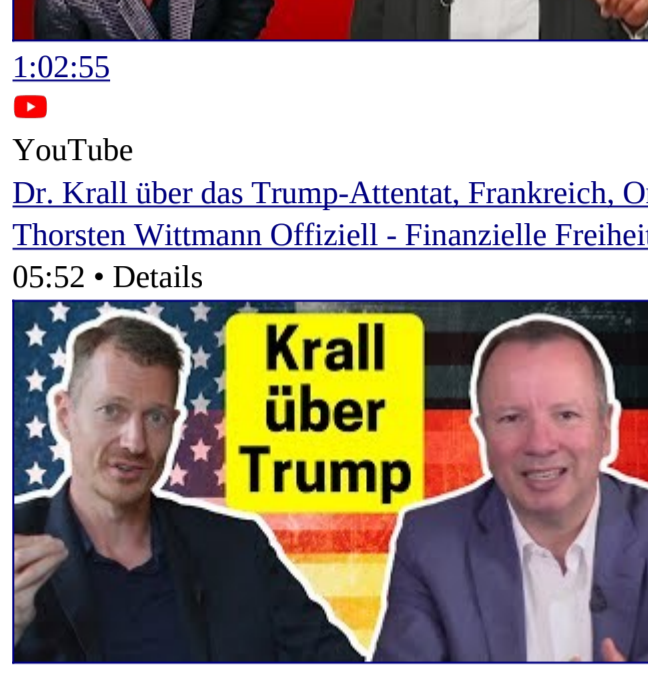 1:02:55
YouTube
Dr. Krall über das Trump-Attentat, Frankreich,
Thorsten Wittmann Offiziell - Finanzielle
05:52 • Details
Krall
über
Trump